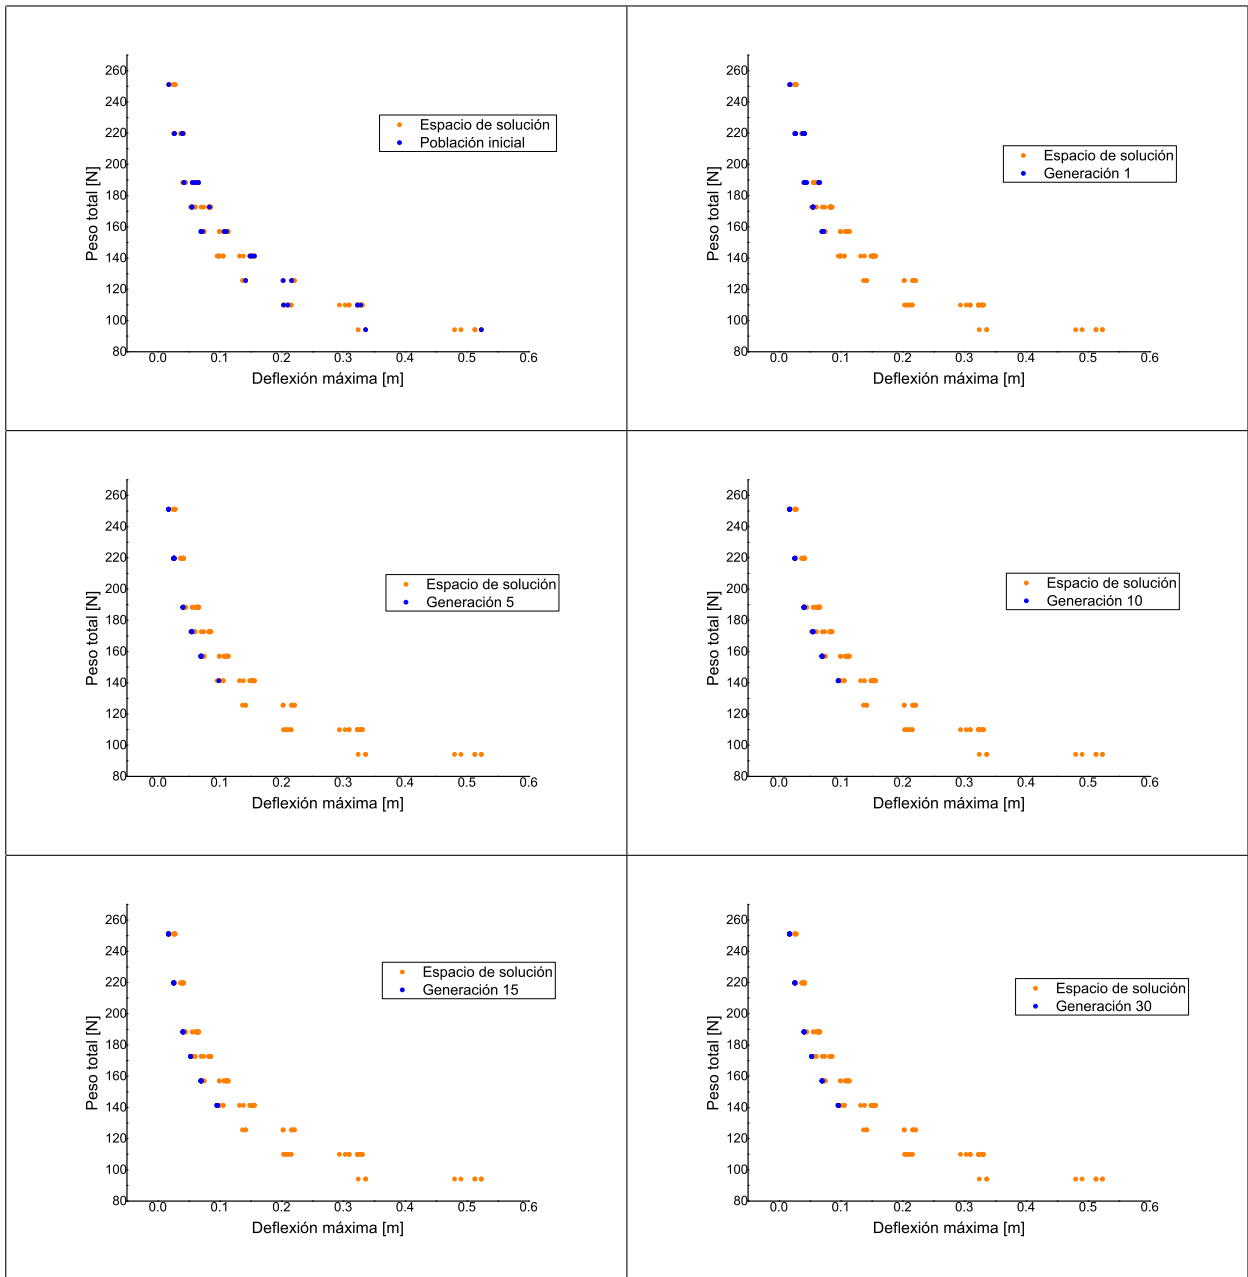 260
240
220
200
180
160
140
120
100
80
Peso total [N]
0.0 0.1 0.2 0.3 0.4 0.5 0.6
Deflexión máxima [m]
Espacio de solución
Población inicial
260
240
220
200
180
160
140
120
100
80
Peso total [N]
0.0 0.1 0.2 0.3 0.4 0.5 0.6
Deflexión máxima [m]
Espacio de solución
Generación 1
260
240
220
200
180
160
140
120
100
80
Peso total [N]
0.0 0.1 0.2 0.3 0.4 0.5 0.6
Deflexión máxima [m]
Espacio de solución
Generación 5
260
240
220
200
180
160
140
120
100
80
Peso total [N]
0.0 0.1 0.2 0.3 0.4 0.5 0.6
Deflexión máxima [m]
Espacio de solución
Generación 10
260
240
220
200
180
160
140
120
100
80
Peso total [N]
0.0 0.1 0.2 0.3 0.4 0.5 0.6
Deflexión máxima [m]
Espacio de solución
Generación 15
260
240
220
200
180
160
140
120
100
80
Peso total [N]
0.0 0.1 0.2 0.3 0.4 0.5 0.6
Deflexión máxima [m]
Espacio de solución
Generación 30